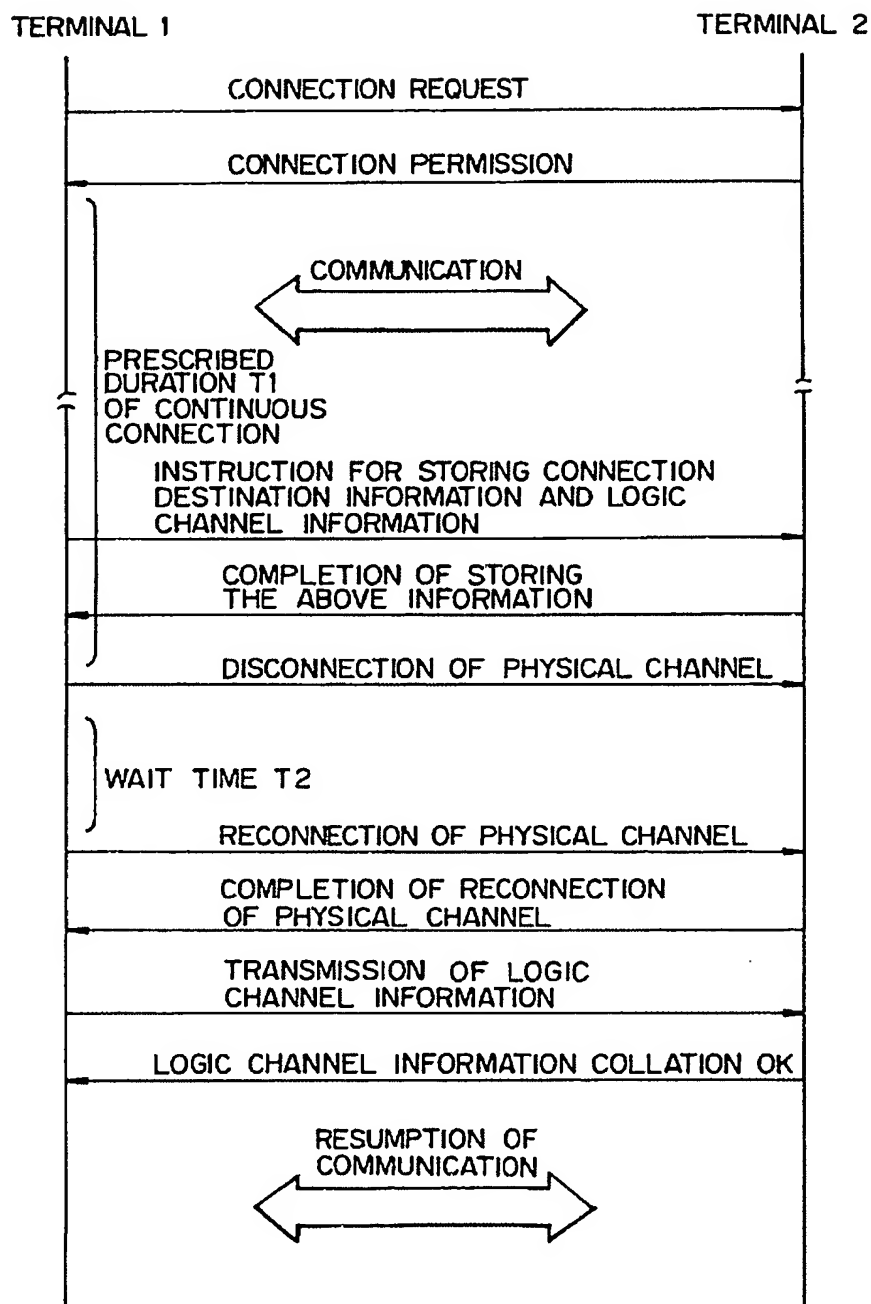 TERMINAL 1
TERMINAL 2
CONNECTION REQUEST
CONNECTION PERMISSION
COMMUNICATION
PRESCRIBED
DURATION T1
OF CONTINUOUS
CONNECTION
INSTRUCTION FOR STORING CONNECTION
DESTINATION INFORMATION AND LOGIC
CHANNEL INFORMATION
COMPLETION OF STORING
THE ABOVE INFORMATION
DISCONNECTION OF PHYSICAL CHANNEL
WAIT TIME T2
RECONNECTION OF PHYSICAL CHANNEL
COMPLETION OF RECONNECTION
OF PHYSICAL CHANNEL
TRANSMISSION OF LOGIC
CHANNEL INFORMATION
LOGIC CHANNEL INFORMATION COLLATION OK
RESUMPTION OF
COMMUNICATION